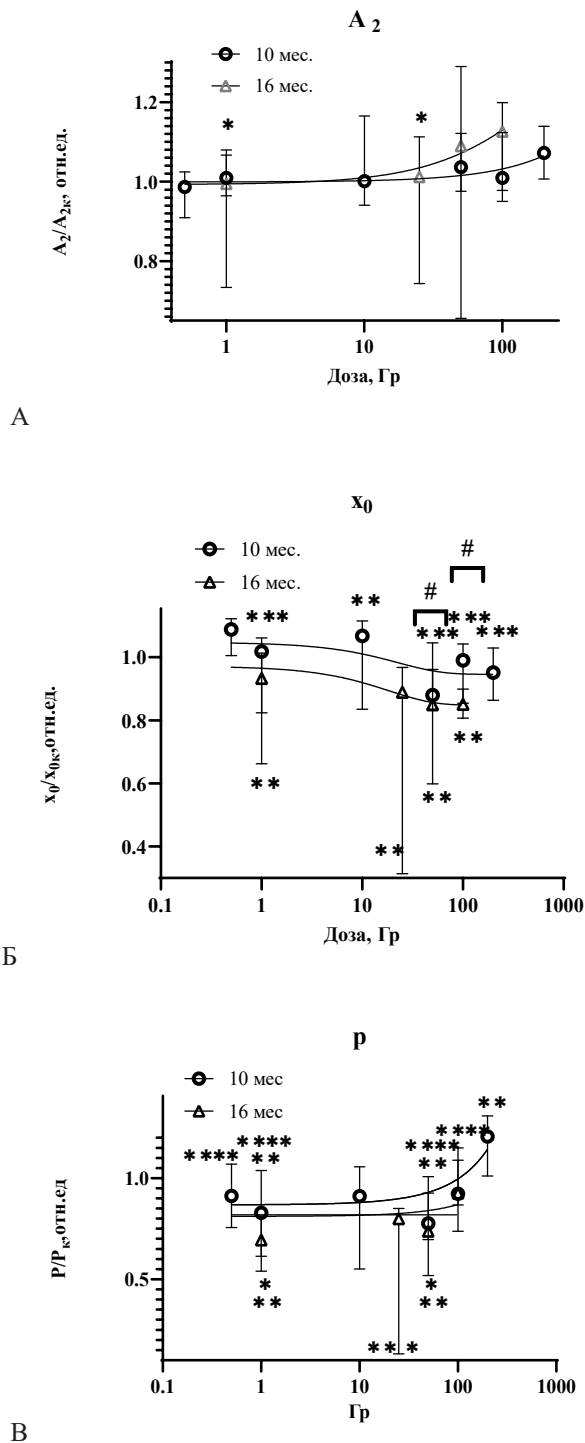 A 2
10 мес.
16 мес.
* *
1.2
1.0
0.8
A2/A2к, отн.ед.
1 10 100
Доза, Гр
А
x0
10 мес.
16 мес.
#
#
*** ** *** *** ***
1.0
0.8
0.6
0.4
x0/x0к,отн.ед.
** ** ** **
0.1 1 10 100 1000
Доза, Гр
Б
p
10 мес
16 мес
**
****
**** **** ****
** **
1.0
0.5
P/Pк,отн.ед
* *
** **
***
0.1 1 10 100 1000
Гр
В